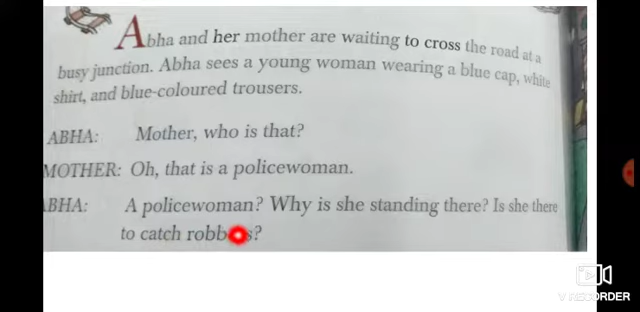 Abha and her mother are waiting to cross the road at a
busy junction. Abha sees a young woman wearing a blue cap, white
shirt, and blue-coloured trousers.
ABHA: Mother, who is that?
MOTHER: Oh, that is a policewoman.
BHA: A policewoman? Why is she standing there? Is she there
to catch robbers?
V RECORDER